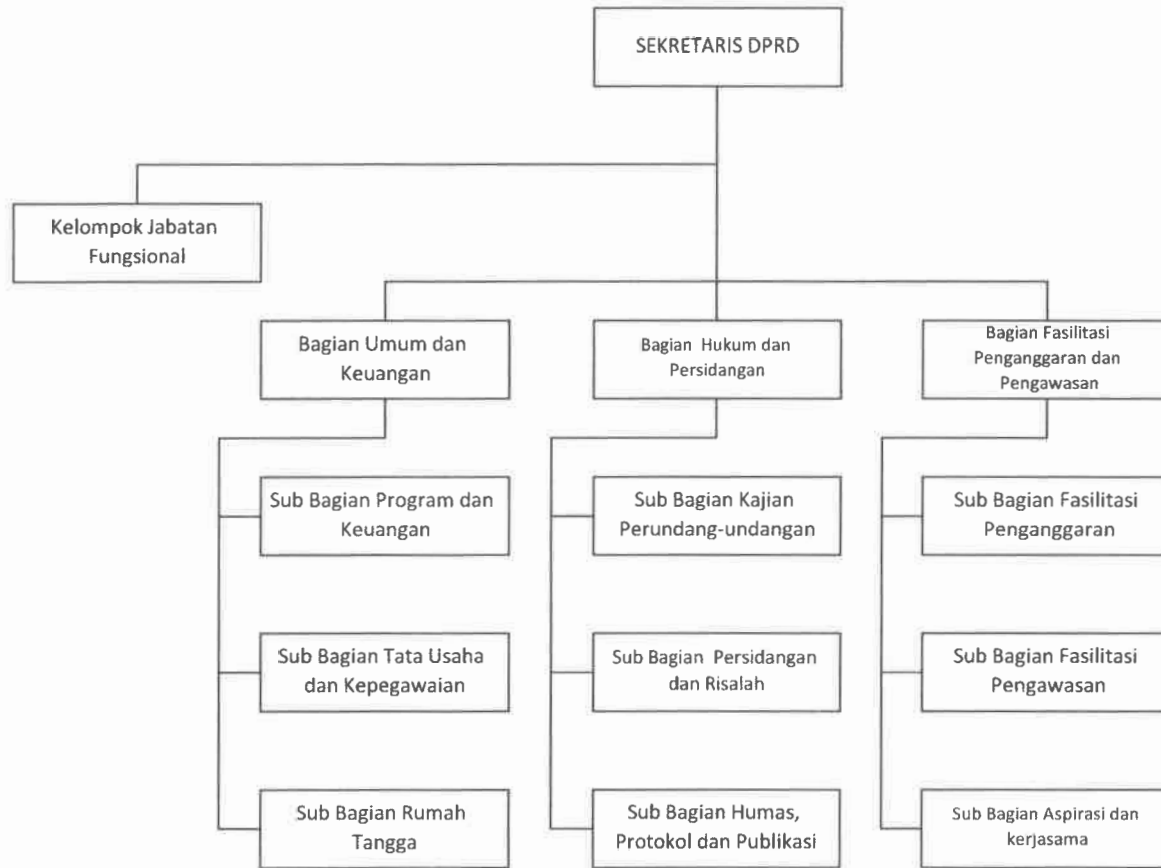 SEKRETARIS DPRD
Kelompok Jabatan
Fungsional
Bagian Umum dan
Keuangan
Bagian Hukum dan
Persidangan
Bagian Fasilitasi
Penganggaran dan
Pengawasan
Sub Bagian Program dan
Keuangan
Sub Bagian Kajian
Perundang-undangan
Sub Bagian Fasilitasi
Penganggaran
Sub Bagian Tata Usaha
dan Kepegawaian
Sub Bagian Persidangan
dan Risalah
Sub Bagian Fasilitasi
Pengawasan
Sub Bagian Rumah
Tangga
Sub Bagian Humas,
Protokol dan Publikasi
Sub Bagian Aspirasi dan
kerjasama